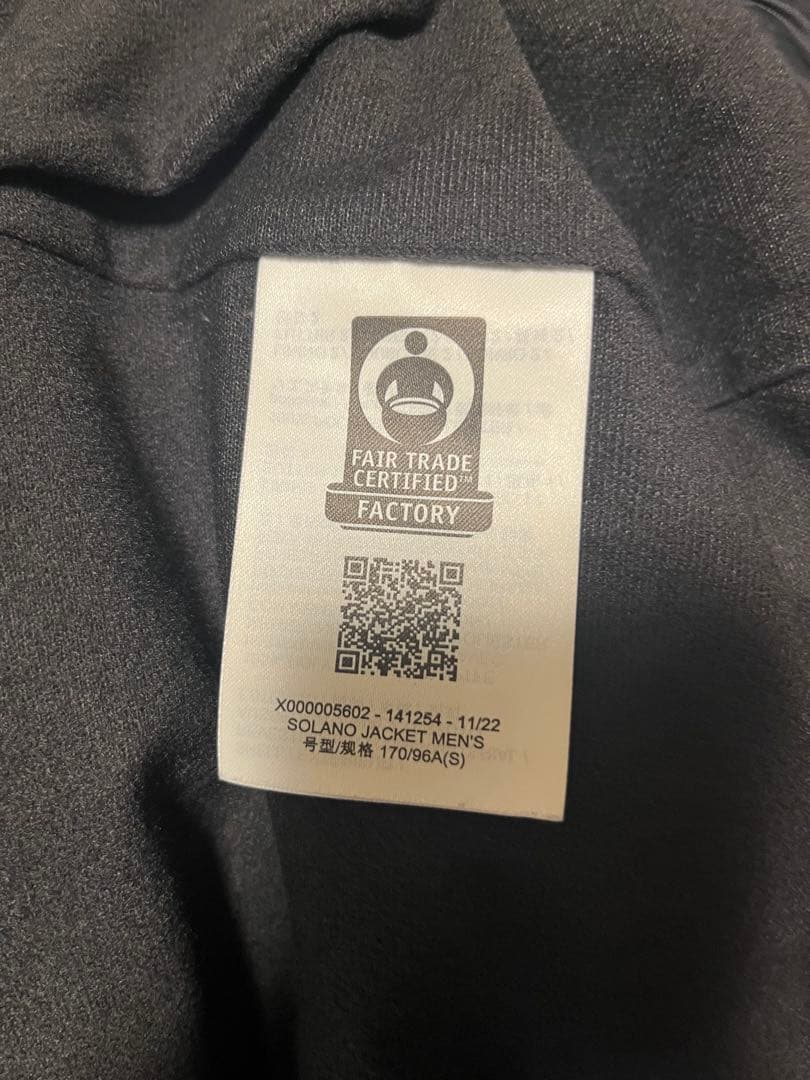 FAIR TRADE
CERTIFIED™
FACTORY
X000005602 - 141254 - 11/22
SOLANO JACKET MEN'S
号型/规格 170/96A(S)